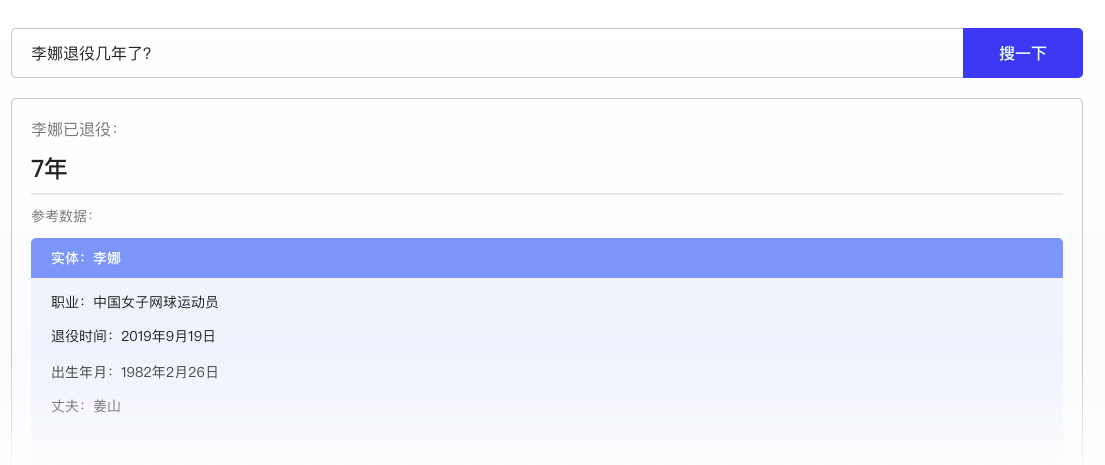 李娜退役几年了?
搜一下
李娜已退役：
7年
参考数据：
实体：李娜
职业：中国女子网球运动员
退役时间：2019年9月19日
出生年月：1982年2月26日
丈夫：姜山